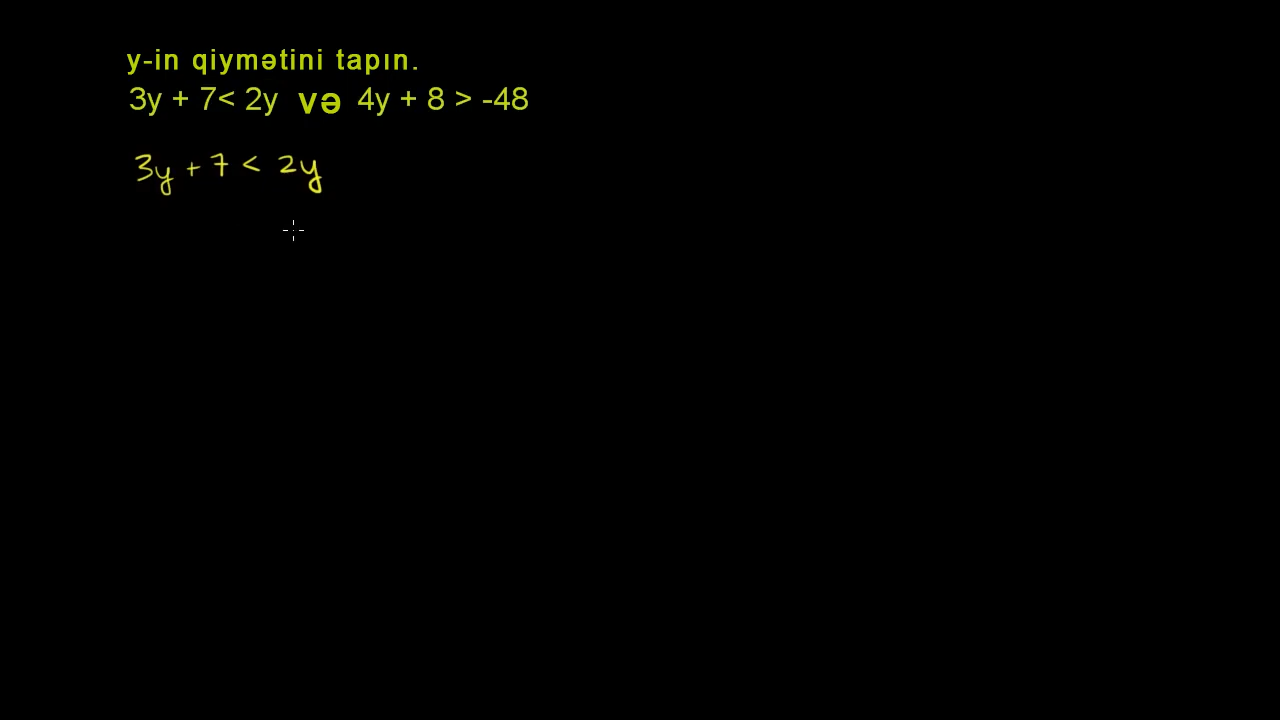 y-in qiymətini tapın.
3y + 7< 2y və 4y + 8 > -48
3y + 7 < 2y